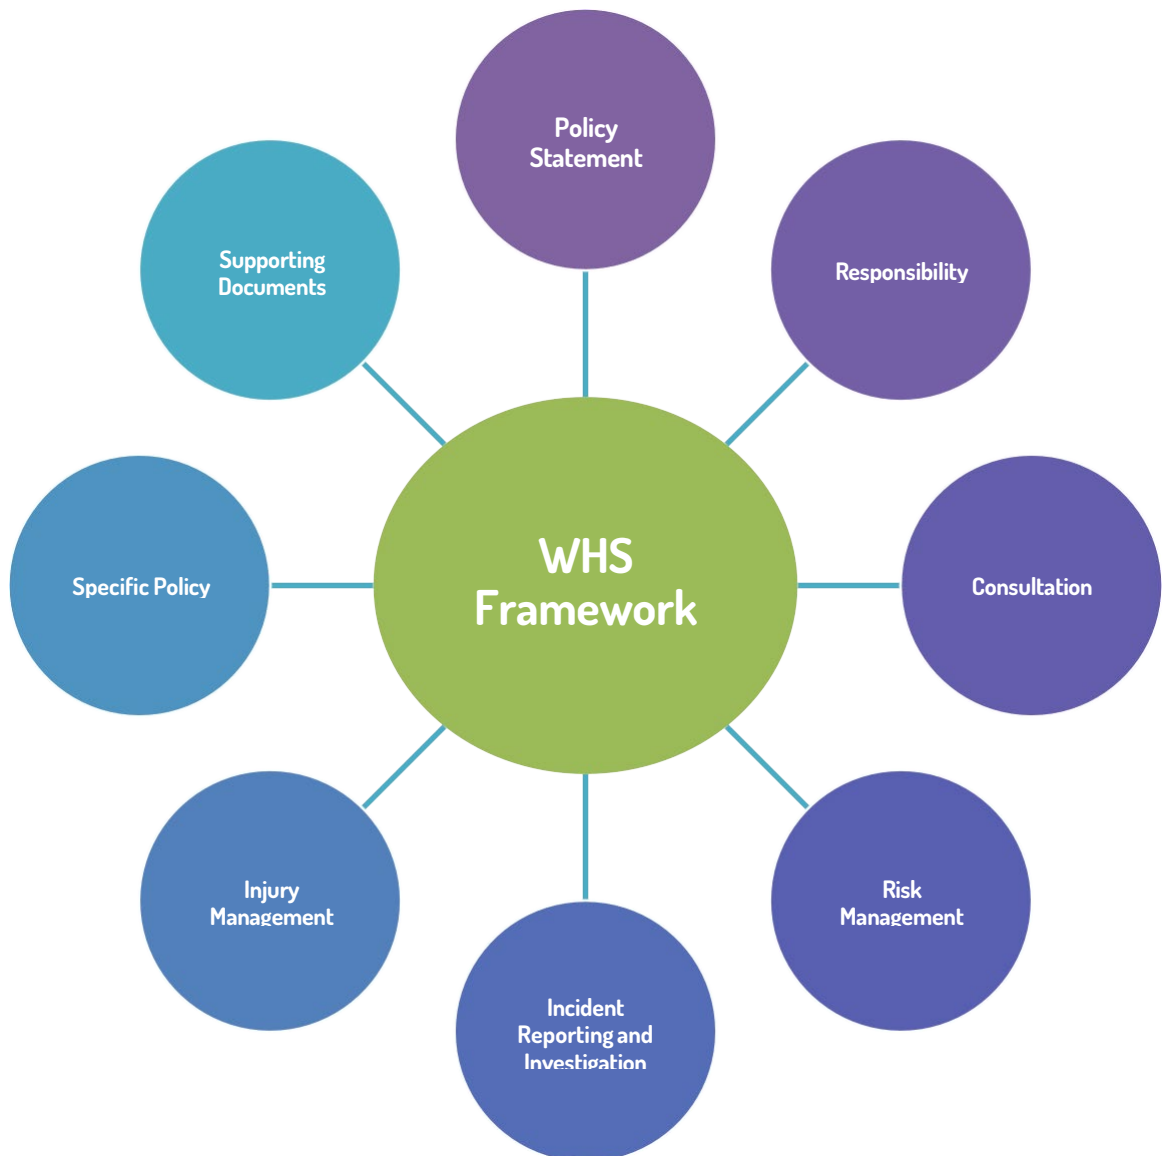 Policy
Statement
Responsibility
Consultation
Risk
Management
Incident
Reporting and
Investigation
Injury
Management
Specific Policy
Supporting
Documents
WHS
Framework